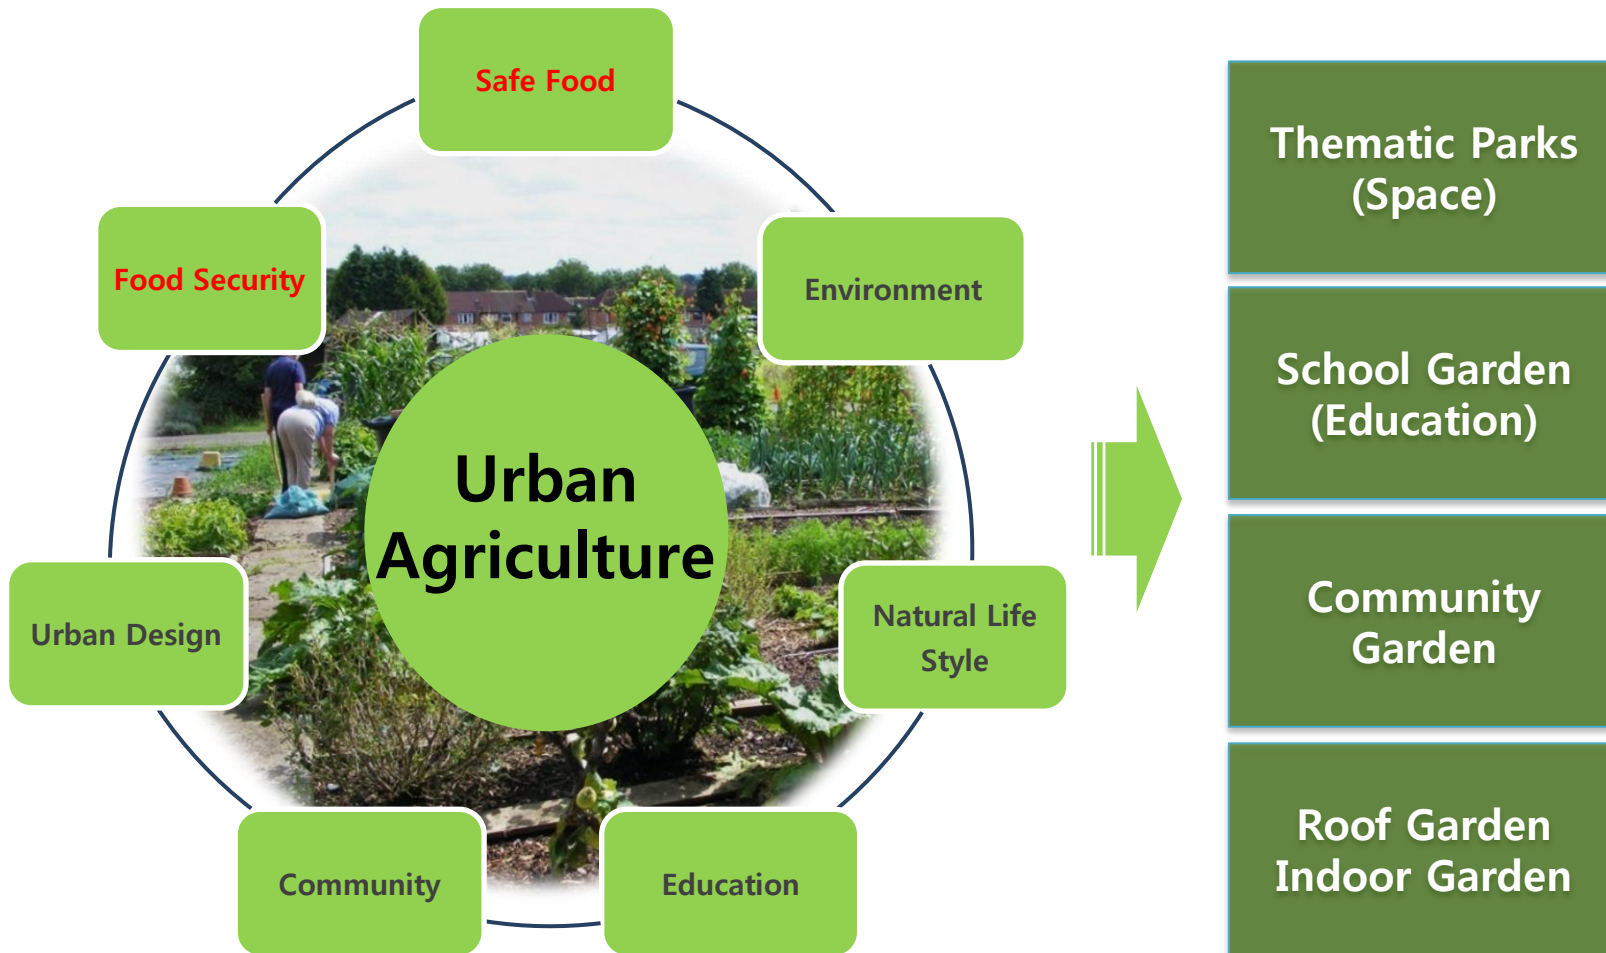 Safe Food
Food Security
Environment
Urban
Agriculture
Urban Design
Natural Life
Style
Community
Education
Thematic Parks
(Space)
School Garden
(Education)
Community
Garden
Roof Garden
Indoor Garden